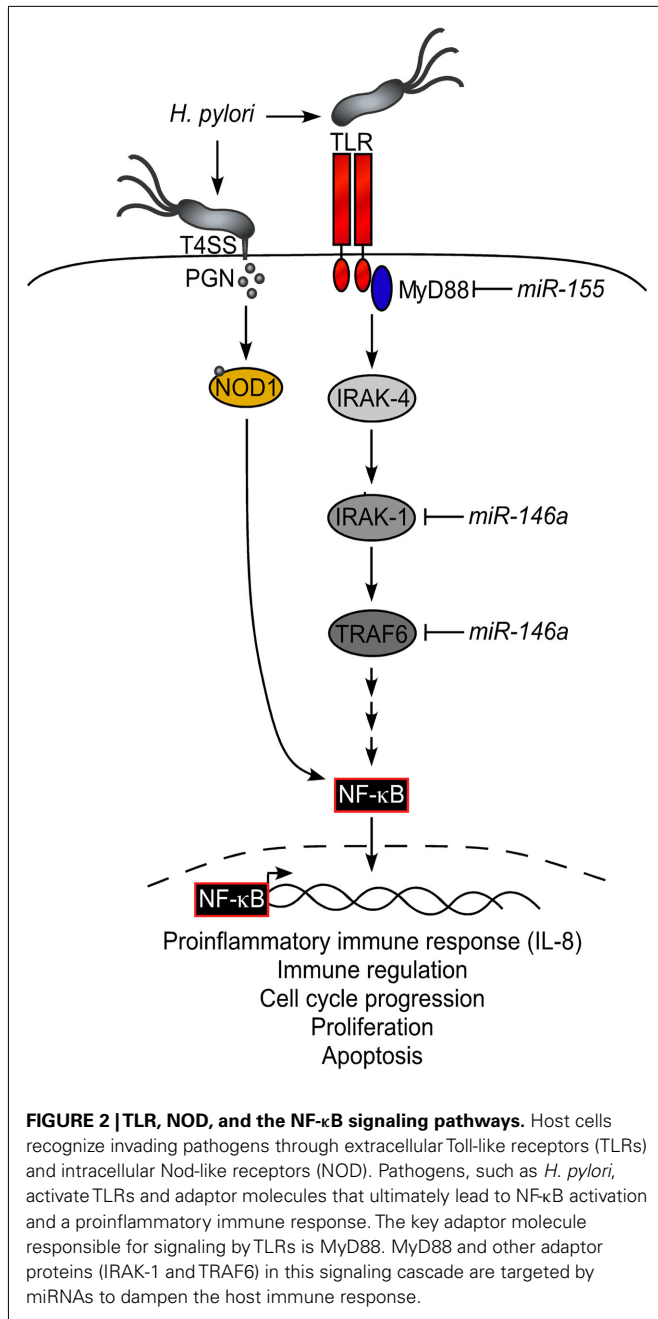 H. pylori
TLR
T4SS
PGN
MyD88
miR-155
NOD1
IRAK-4
IRAK-1
miR-146a
TRAF6
miR-146a
NF-κB
NF-κB
Proinflammatory immune response (IL-8)
Immune regulation
Cell cycle progression
Proliferation
Apoptosis
FIGURE 2 | TLR, NOD, and the NF-κB signaling pathways. Host cells
recognize invading pathogens through extracellular Toll-like receptors (TLRs)
and intracellular Nod-like receptors (NOD). Pathogens, such as H. pylori,
activate TLRs and adaptor molecules that ultimately lead to NF-κB activation
and a proinflammatory immune response. The key adaptor molecule
responsible for signaling by TLRs is MyD88. MyD88 and other adaptor
proteins (IRAK-1 and TRAF6) in this signaling cascade are targeted by
miRNAs to dampen the host immune response.